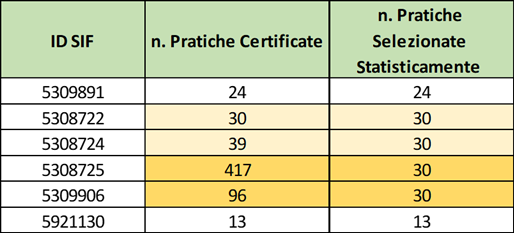 ID SIF
n. Pratiche Certificate
n. Pratiche
Selezionate
Statisticamente
5309891 24 24
5308722 30 30
5308724 39 30
5308725 417 30
5309906 96 30
5921130 13 13